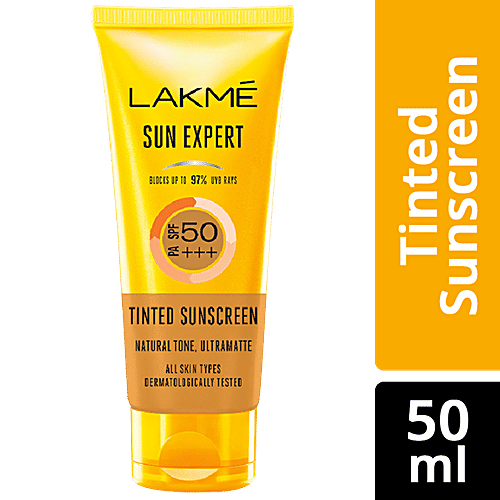 LAKMÉ
SUN EXPERT
BLOCKS UP TO 97% UVB RAYS
SPF 50
PA +++
TINTED SUNSCREEN
NATURAL TONE, ULTRAMATTE
ALL SKIN TYPES
DERMATOLOGICALLY TESTED
Tinted
Sunscreen
50
ml